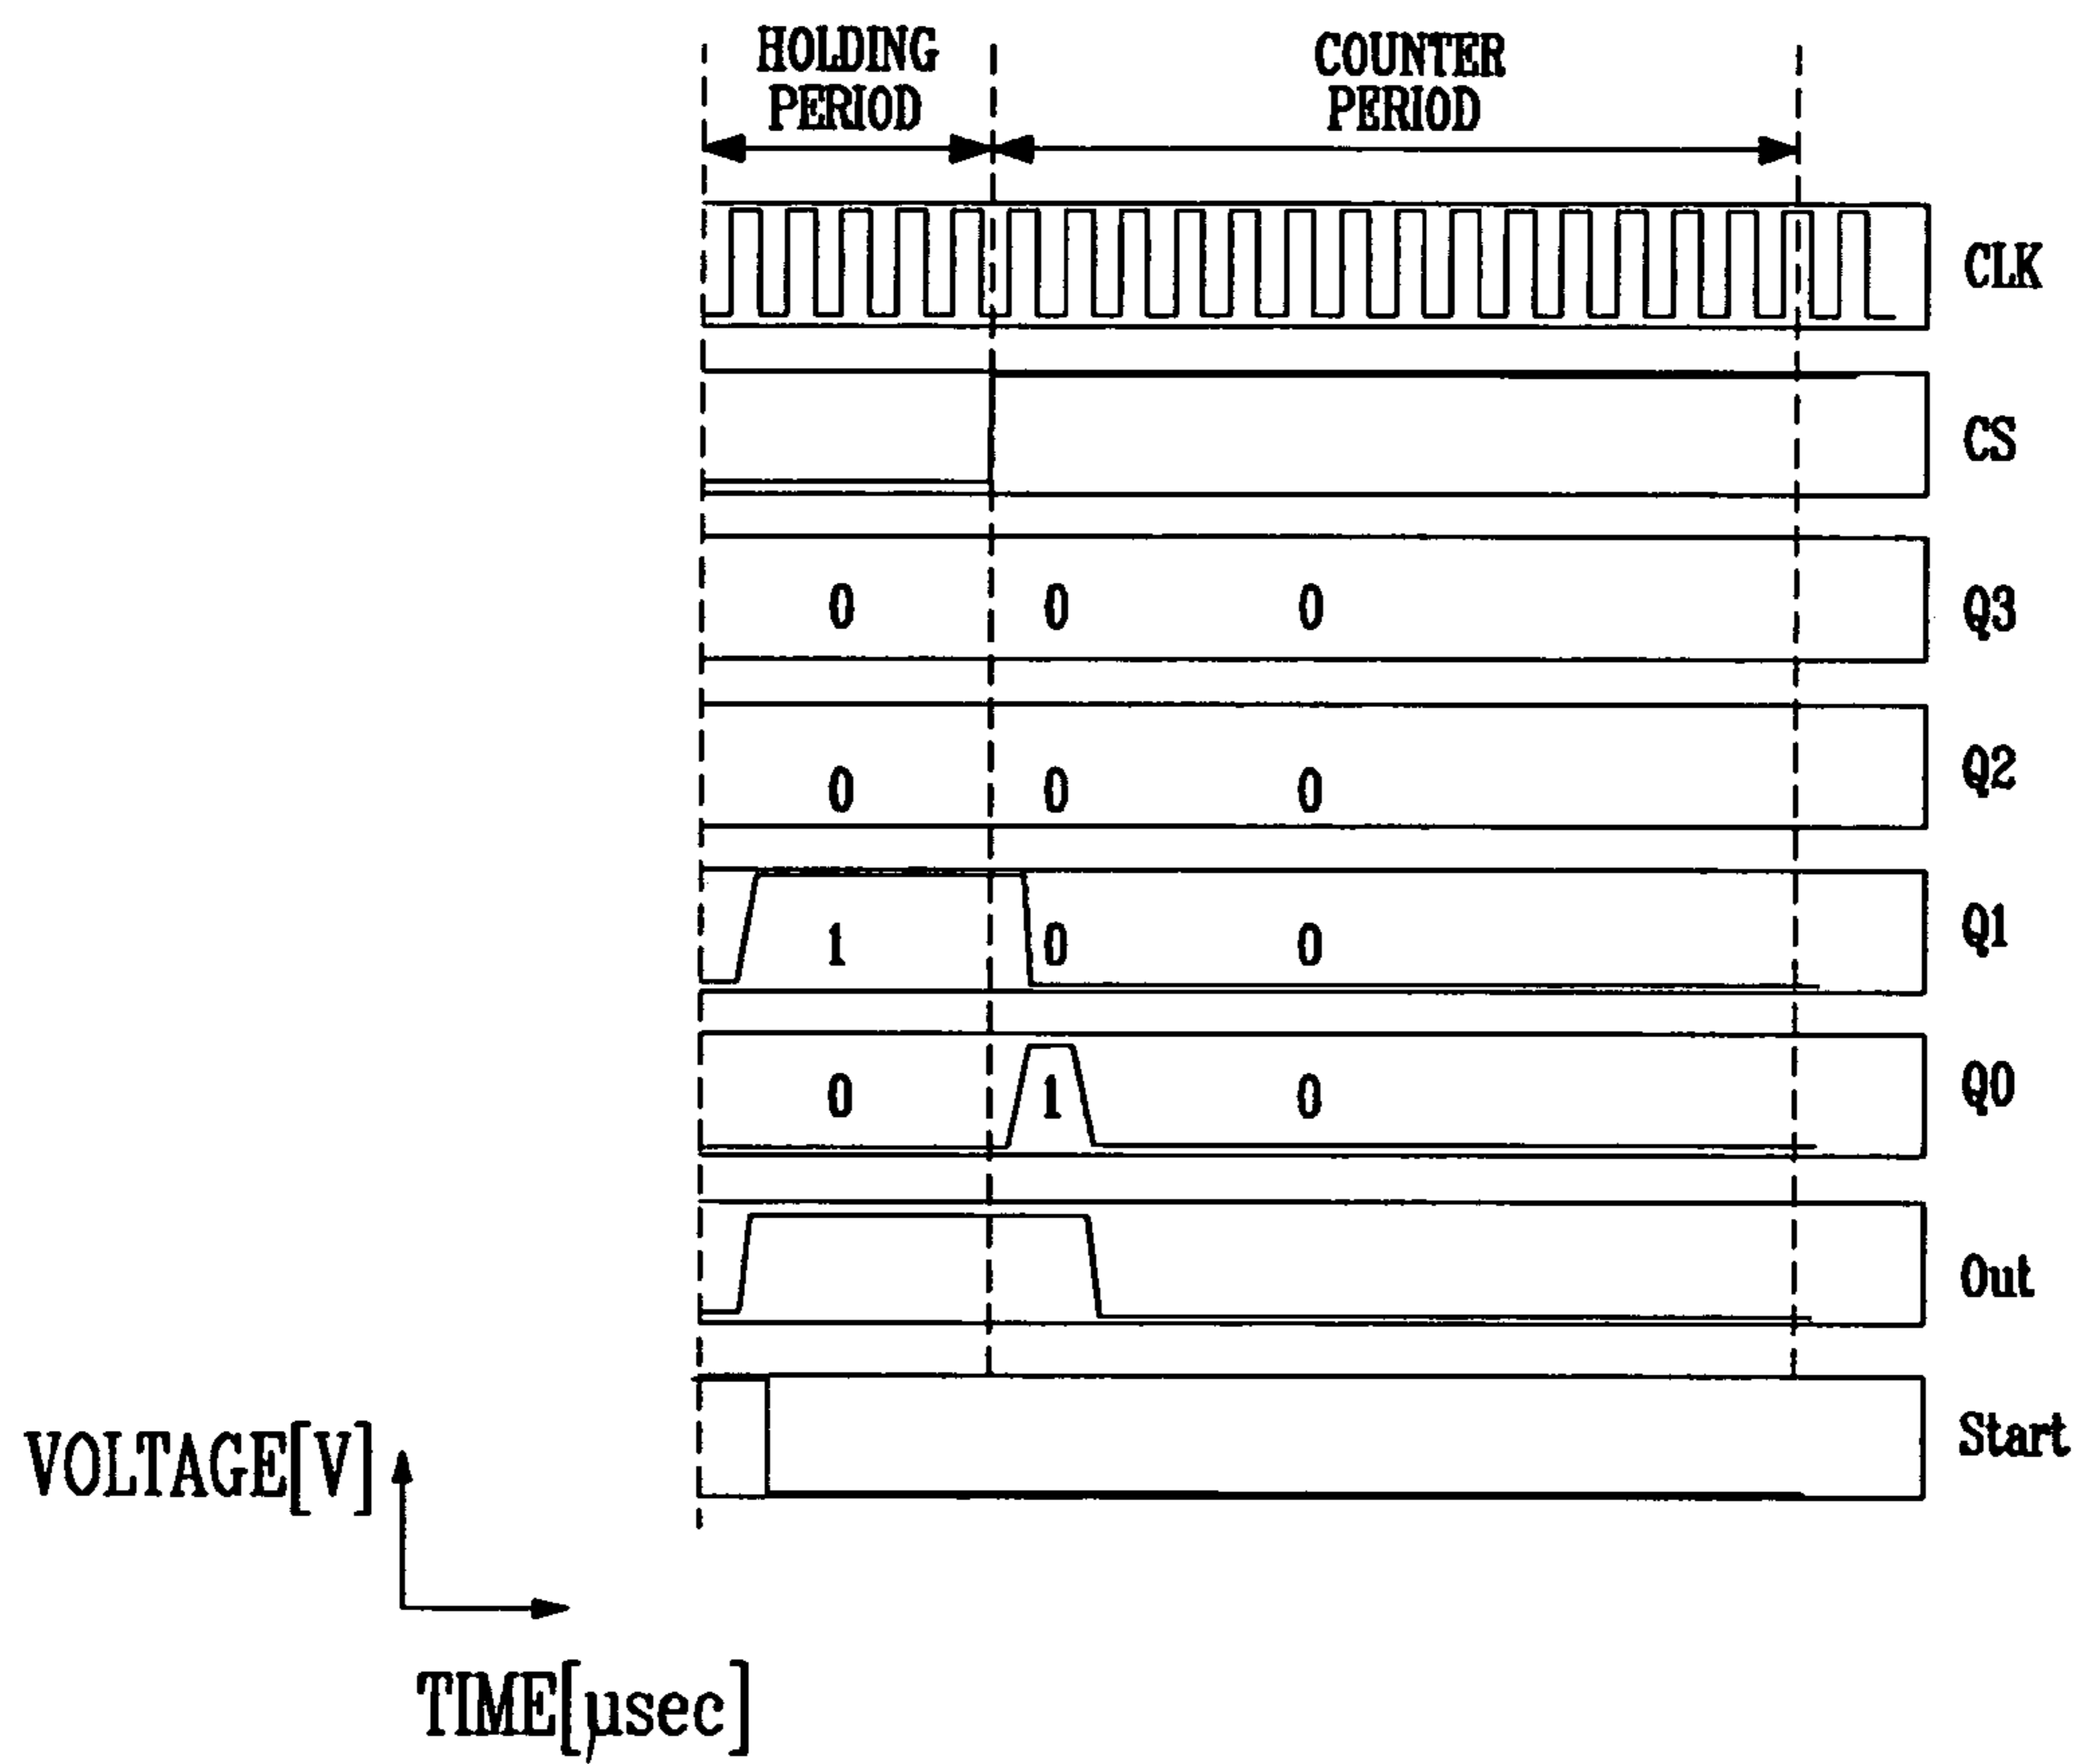 HOLDING
PERIOD
COUNTER
PERIOD
CLK
CS
0 0 0 Q3
0 0 0 Q2
1 0 0 Q1
0 1 0 Q0
Out
Start
VOLTAGE[V]
TIME[µsec]